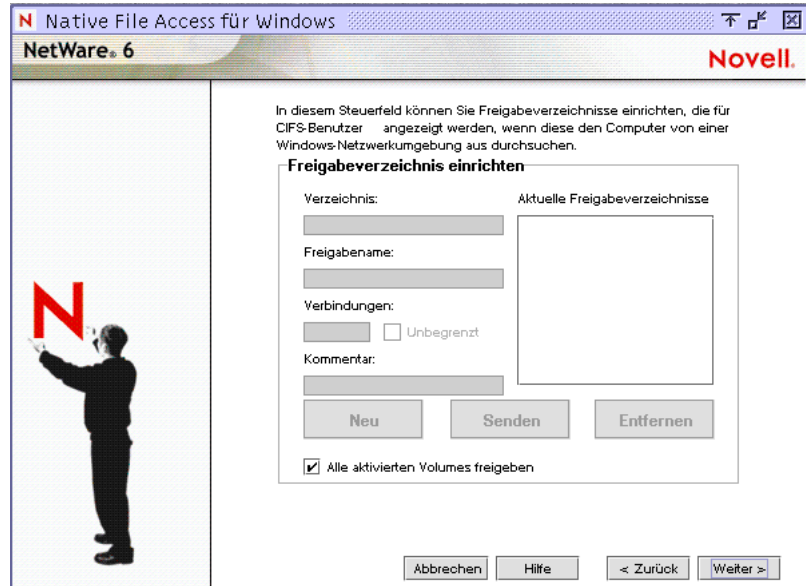 N Native File Access für Windows
NetWare® 6
Novell.
In diesem Steuerfeld können Sie Freigabeverzeichnisse einrichten, die für
CIFS-Benutzer angezeigt werden, wenn diese den Computer von einer
Windows-Netzwerkumgebung aus durchsuchen.
Freigabeverzeichnis einrichten
Verzeichnis:
Aktuelle Freigabeverzeichnisse
Freigabename:
Verbindungen:
Unbegrenzt
Kommentar:
Neu Senden Entfernen
Alle aktivierten Volumes freigeben
N
Abbrechen Hilfe < Zurück Weiter >